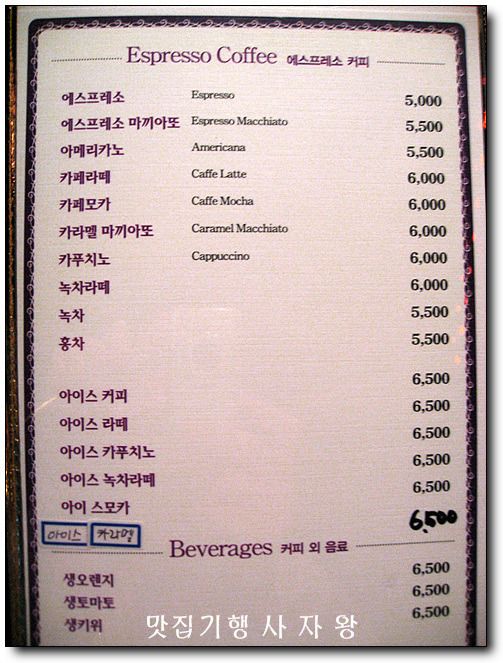 Espresso Coffee 에스프레소 커피
에스프레소 Espresso 5,000
에스프레소 마끼아또 Espresso Macchiato 5,500
아메리카노 Americana 5,500
카페라떼 Caffe Latte 6,000
카페모카 Caffe Mocha 6,000
카라멜 마끼아또 Caramel Macchiato 6,000
카푸치노 Cappuccino 6,000
녹차라떼 6,000
녹차 5,500
홍차 5,500
아이스 커피 6,500
아이스 라떼 6,500
아이스 카푸치노 6,500
아이스 녹차라떼 6,500
아이 스모카 6,500
아이스 카라멜 6,500
Beverages 커피 외 음료
생오렌지 6,500
생토마토 6,500
생키위 6,500
맛집기행 사 자 왕